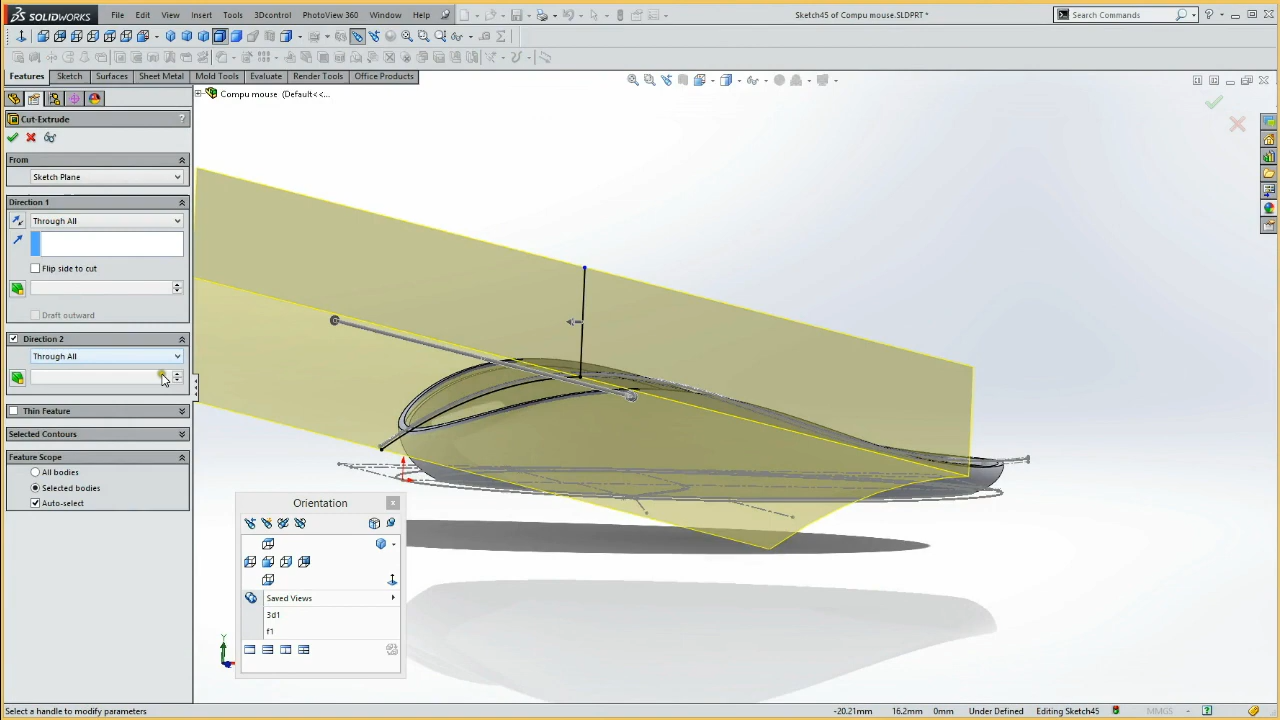 SOLIDWORKS File Edit View Insert Tools 3Dcontrol PhotoView 360 Window Help Sketch45 of Compu mouse.SLDPRT * Search Commands
Features Sketch Surfaces Sheet Metal Mold Tools Evaluate Render Tools Office Products
Compu mouse (Default<<...
Cut-Extrude ?
From
Sketch Plane
Direction 1
Through All
Flip side to cut
Draft outward
Direction 2
Through All
Thin Feature
Selected Contours
Feature Scope
All bodies
Selected bodies
Auto-select
Orientation x
Saved Views
3d1
f1
Y
Select a handle to modify parameters -20.21mm 16.2mm 0mm Under Defined Editing Sketch45 MMGS - ?